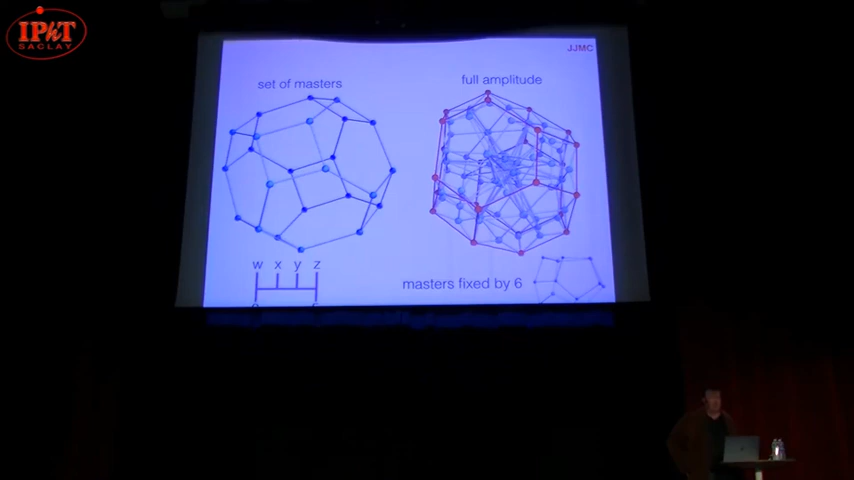 IPhT
SACLAY
JJMC
set of masters
full amplitude
w x y z
masters fixed by 6